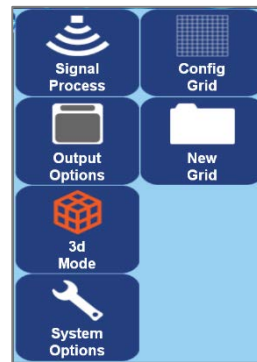 Signal
Process
Config
Grid
Output
Options
New
Grid
3d
Mode
System
Options